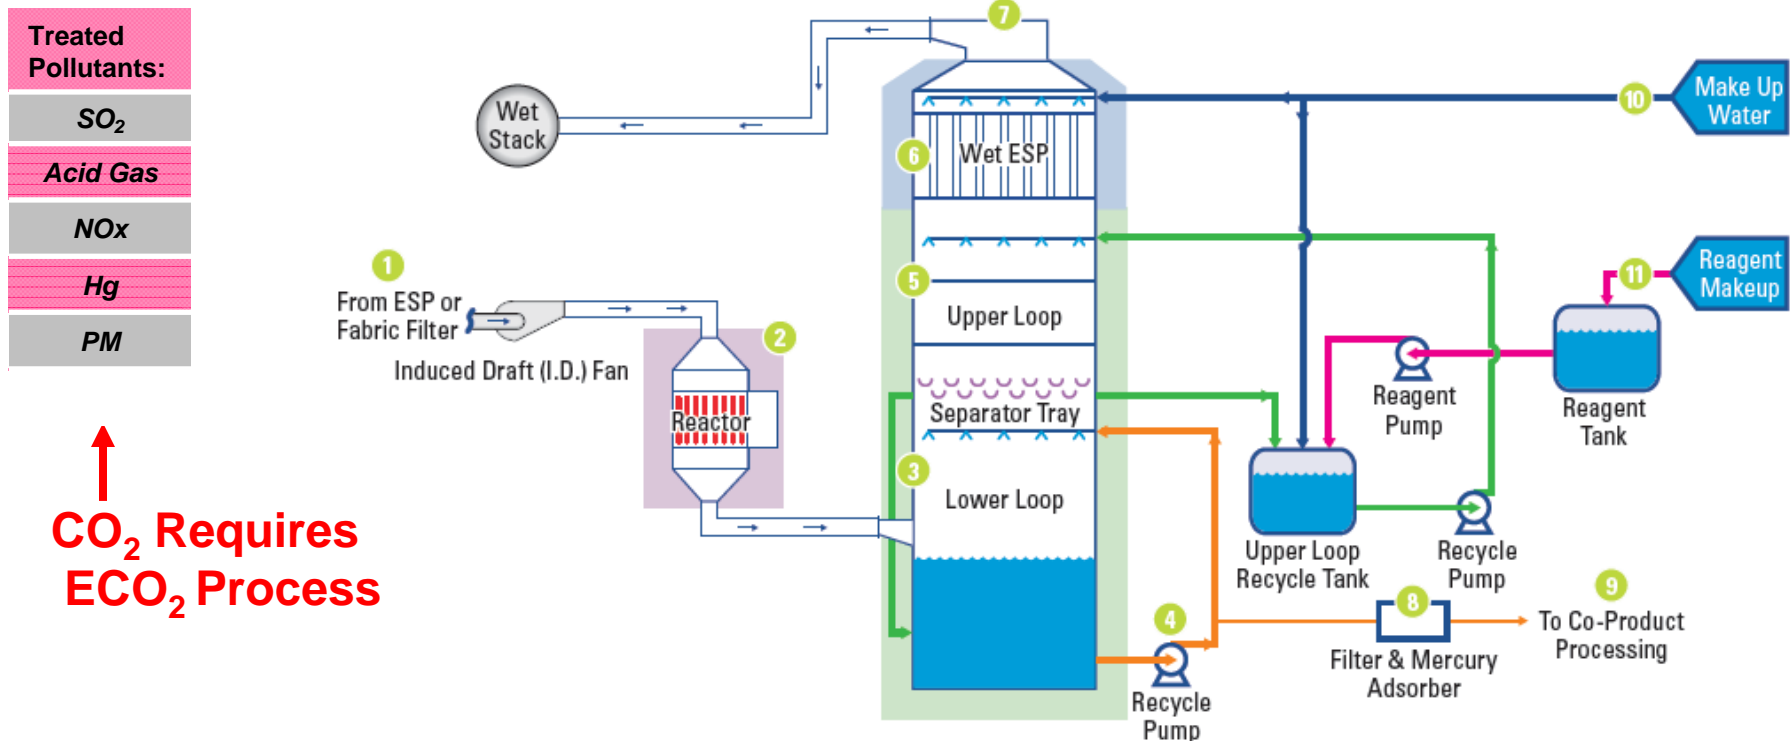 Treated
Pollutants:
SO₂
Acid Gas
NOx
Hg
PM
CO₂ Requires
ECO₂ Process
1
From ESP or
Fabric Filter
Induced Draft (I.D.) Fan
2
Reactor
Wet
Stack
7
6
Wet ESP
5
Upper Loop
Separator Tray
3
Lower Loop
4
Recycle
Pump
10
Make Up
Water
11
Reagent
Makeup
Reagent
Pump
Reagent
Tank
Upper Loop
Recycle Tank
Recycle
Pump
8
Filter & Mercury
Adsorber
9
To Co-Product
Processing